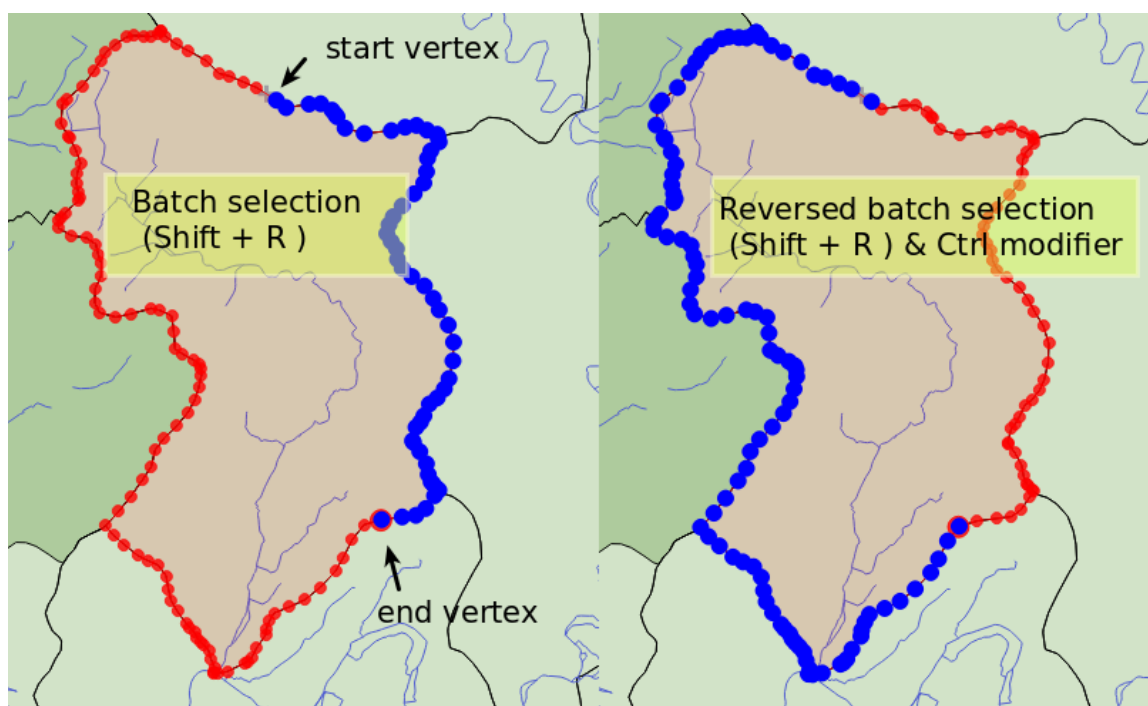 start vertex
Batch selection
(Shift + R )
end vertex
Reversed batch selection
(Shift + R ) & Ctrl modifier